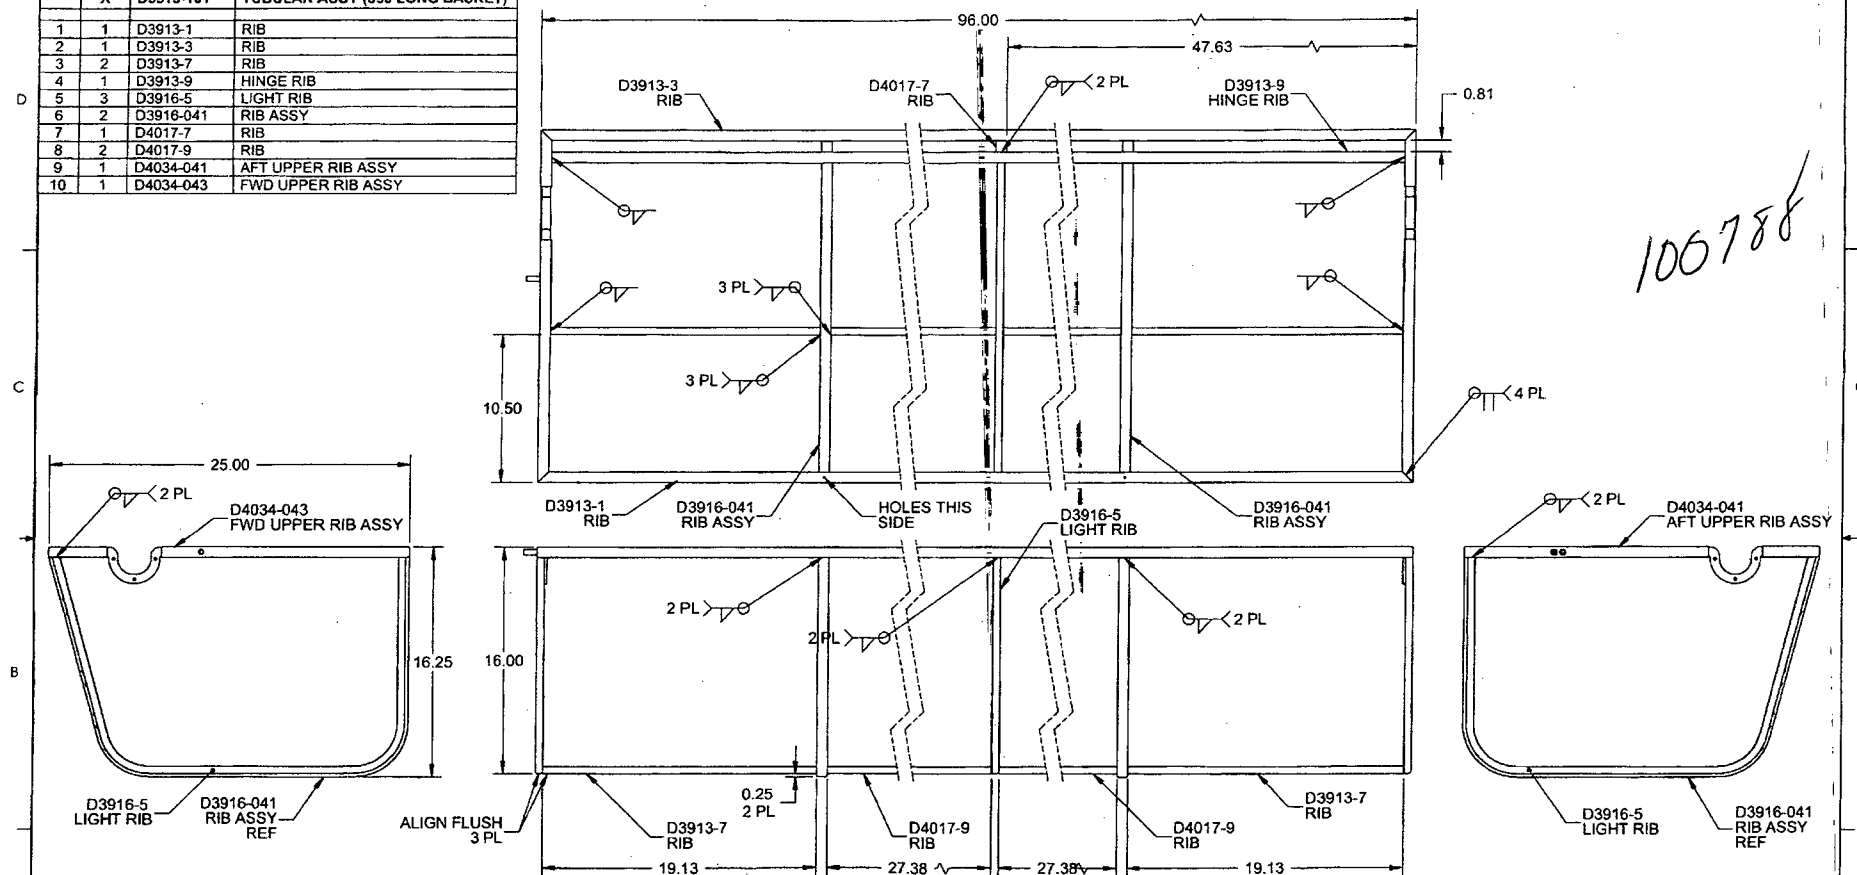 X
1 1 D3913-1 RIB
2 1 D3913-3 RIB
3 2 D3913-7 RIB
4 1 D3913-9 HINGE RIB
5 3 D3916-5 LIGHT RIB
6 2 D3916-041 RIB ASSY
7 1 D4017-7 RIB
8 2 D4017-9 RIB
9 1 D4034-041 AFT UPPER RIB ASSY
10 1 D4034-043 FWD UPPER RIB ASSY
96.00
47.63
D3913-3
RIB
D4017-7
RIB
2 PL
D3913-9
HINGE RIB
0.81
D
100788
3 PL
3 PL
C
10.50
4 PL
25.00
2 PL
D4034-043
FWD UPPER RIB ASSY
D3913-1
RIB
D3916-041
RIB ASSY
HOLES THIS
SIDE
D3916-5
LIGHT RIB
D3916-041
RIB ASSY
2 PL
D4034-041
AFT UPPER RIB ASSY
2 PL
2 PL
2 PL
16.25
16.00
B
D3916-5
LIGHT RIB
D3916-041
RIB ASSY
REF
ALIGN FLUSH
3 PL
D3913-7
RIB
0.25
2 PL
D4017-9
RIB
D4017-9
RIB
D3913-7
RIB
D3916-5
LIGHT RIB
D3916-041
RIB ASSY
REF
19.13
27.38
27.38
19.13